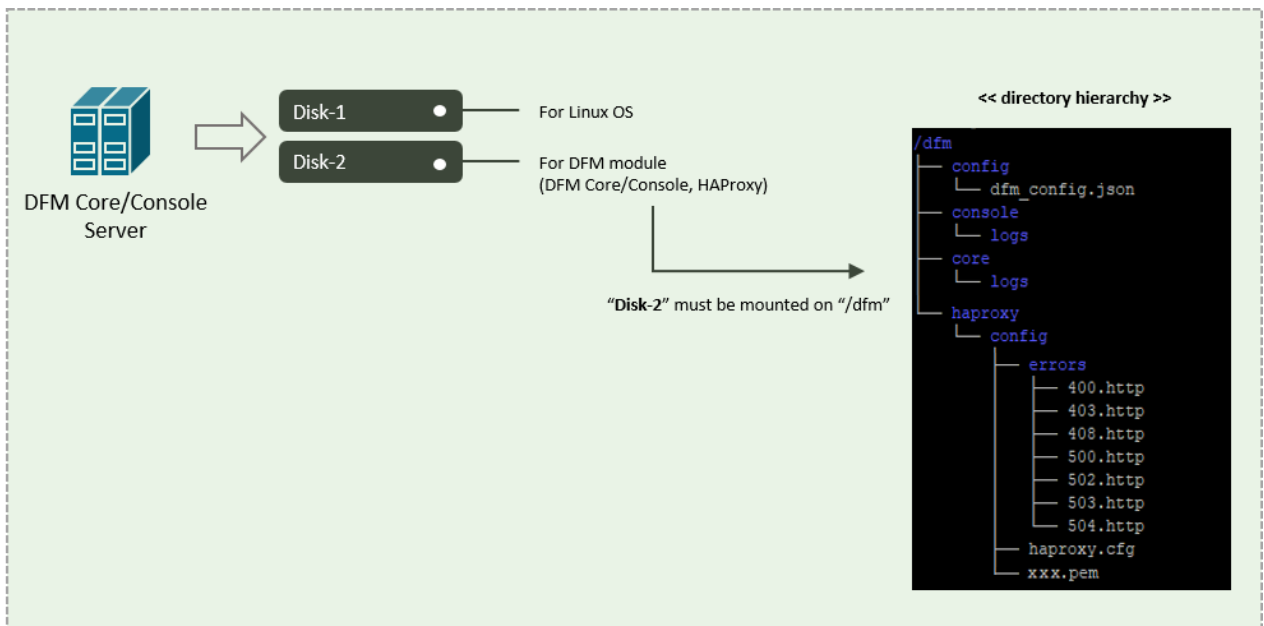 DFM Core/Console
Server
Disk-1
Disk-2
For Linux OS
For DFM module
(DFM Core/Console, HAProxy)
“Disk-2” must be mounted on “/dfm”
<< directory hierarchy >>
/dfm
config
dfm_config.json
console
logs
core
logs
haproxy
config
errors
400.http
403.http
408.http
500.http
502.http
503.http
504.http
haproxy.cfg
xxx.pem